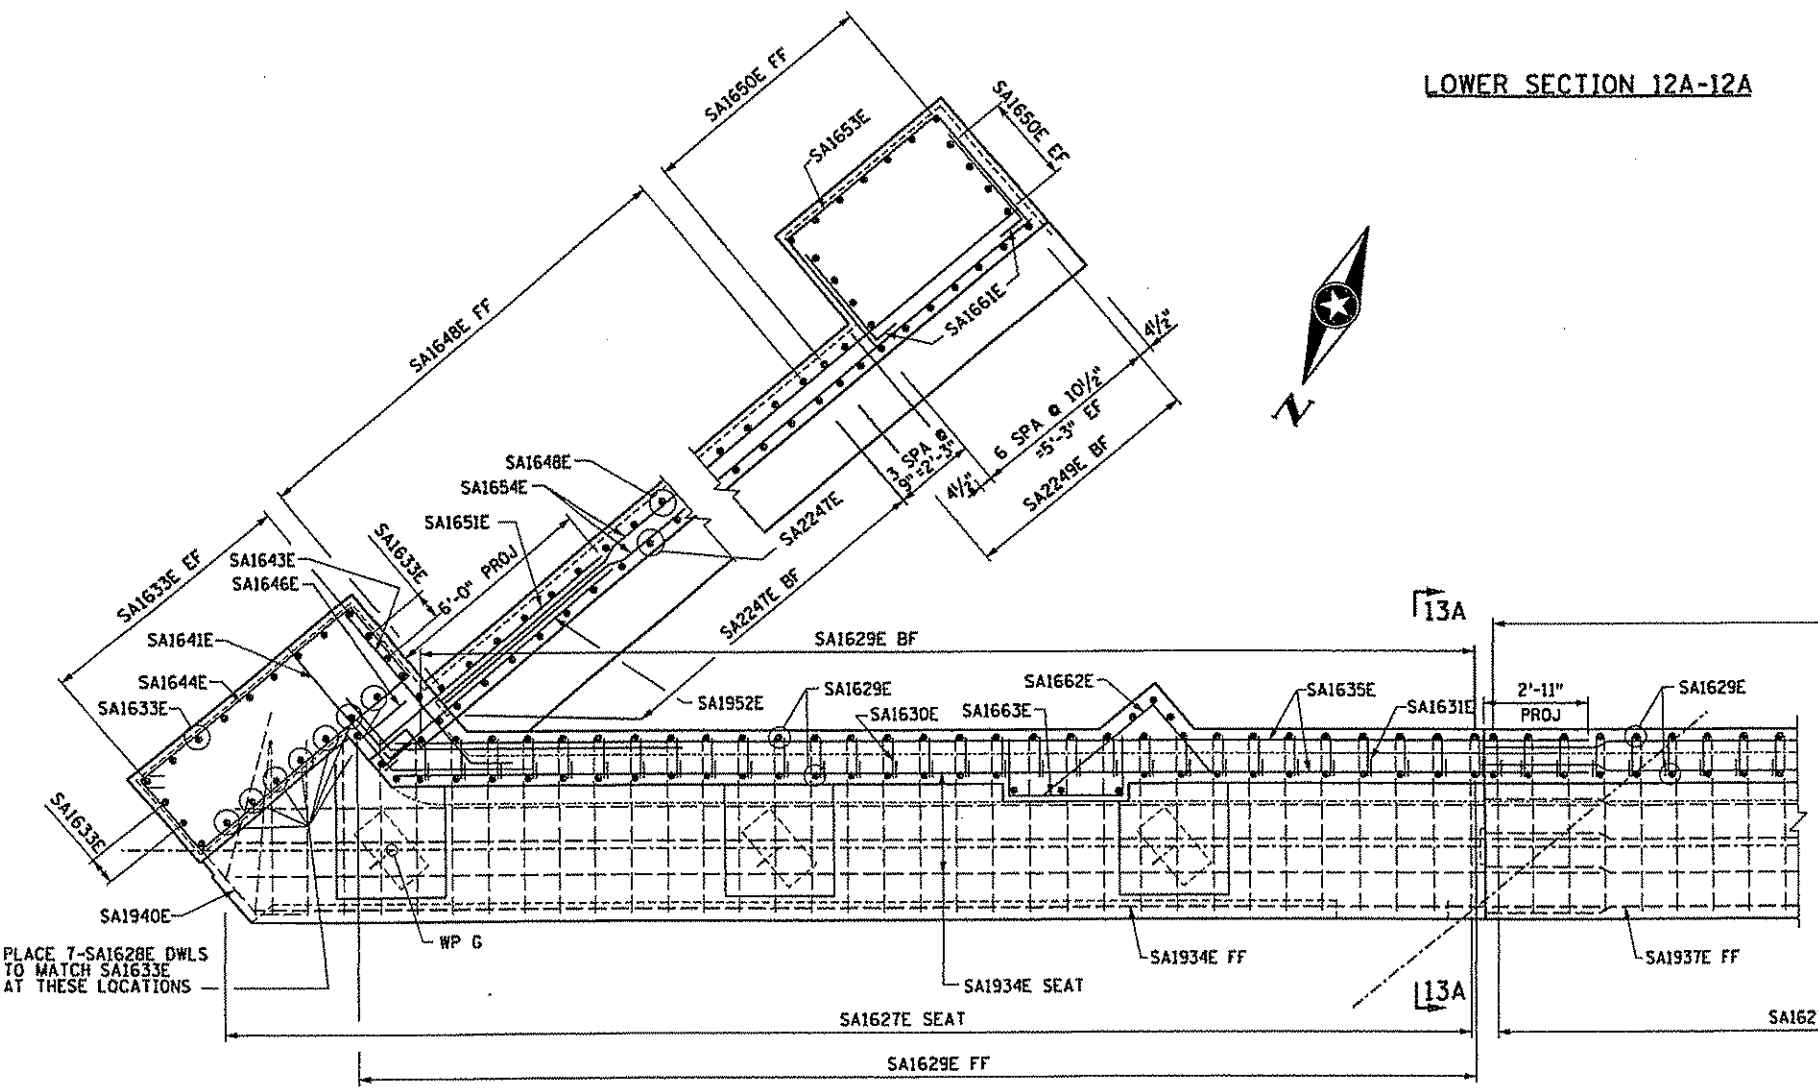 LOWER SECTION 12A-12A
SA1650E FF
SA1653E
SA1650E EF
SA1661E
SA1648E FF
4½"
6 SPA @ 10½"
=5'-3" EF
SA2249E BF
4½"
3 SPA @
9"=2'-3"
N
SA1648E
SA1654E
SA1651E
SA2247E
SA2247E BF
SA1633E
6'-0" PROJ
SA1633E EF
SA1643E
SA1646E
SA1641E
SA1644E
SA1633E
SA1633E
SA1952E
SA1629E BF
13A
SA1629E
SA1630E
SA1663E
SA1662E
SA1635E
SA1631E
2'-11"
PROJ
SA1629E
SA1940E
WP G
PLACE 7-SA1628E DWLS
TO MATCH SA1633E
AT THESE LOCATIONS
SA1934E FF
SA1937E FF
SA1934E SEAT
13A
SA1627E SEAT
SA162
SA1629E FF